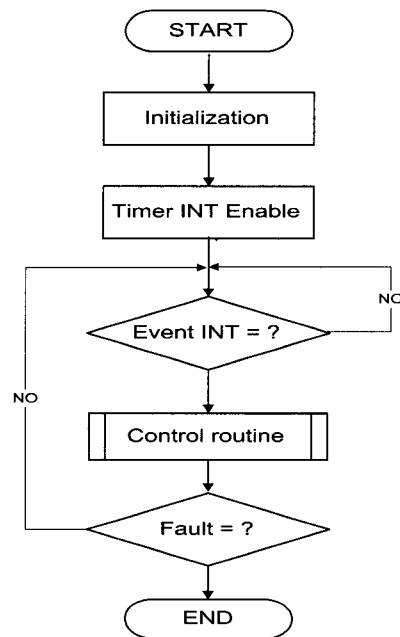 START
Initialization
Timer INT Enable
NO
Event INT = ?
NO
Control routine
Fault = ?
END